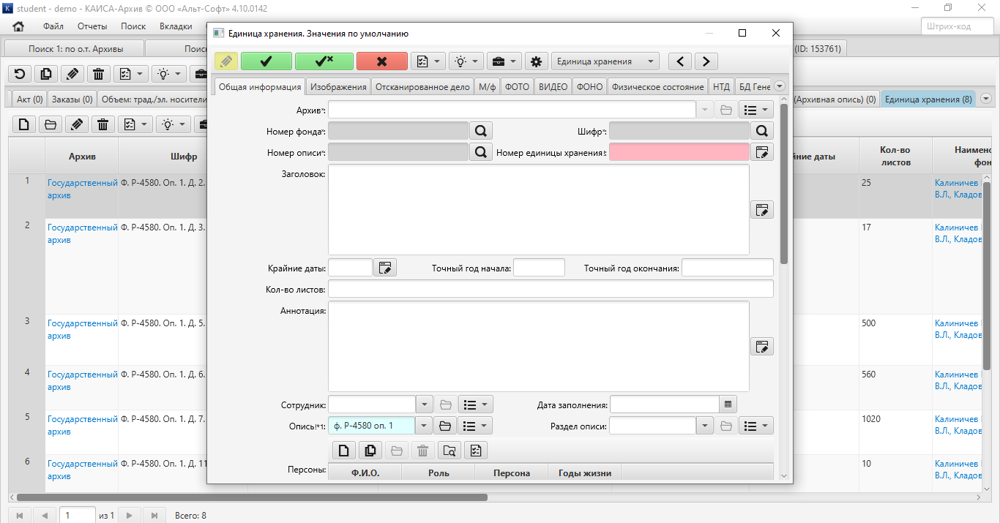 student - demo - КАИСА-Архив © ООО «Альт-Софт» 4.10.0142
Файл Отчеты Поиск Вкладки
Штрих-код
Поиск 1: по о.т. Архивы
(ID: 153761)
Акт (0) Заказы (0) Объем: трад./эл. носители
(Архивная опись) (0) Единица хранения (8)
Архив Шифр
Кол-во листов
1 Государственный архив Ф. Р-4580. Оп. 1. Д. 2. 25 Калиничев В.Л., Кладов
2 Государственный архив Ф. Р-4580. Оп. 1. Д. 3. 17 Калиничев В.Л., Кладов
3 Государственный архив Ф. Р-4580. Оп. 1. Д. 5. 500 Калиничев В.Л., Кладов
4 Государственный архив Ф. Р-4580. Оп. 1. Д. 6. 560 Калиничев В.Л., Кладов
5 Государственный архив Ф. Р-4580. Оп. 1. Д. 7. 1020 Калиничев В.Л., Кладов
6 Государственный архив Ф. Р-4580. Оп. 1. Д. 11 10 Калиничев В.Л., Кладов
1 из 1 Всего: 8
Единица хранения. Значения по умолчанию
Единица хранения
Общая информация Изображения Отсканированное дело М/ф ФОТО ВИДЕО ФОНО Физическое состояние НТД БД Гене
Архив*:
Номер фонда*: Шифр*:
Номер описи*: Номер единицы хранения!:
Заголовок:
Крайние даты: Точный год начала: Точный год окончания:
Кол-во листов:
Аннотация:
Сотрудник: Дата заполнения:
Опись!*1: ф. Р-4580 оп. 1 Раздел описи:
Персоны:
Ф.И.О. Роль Персона Годы жизни